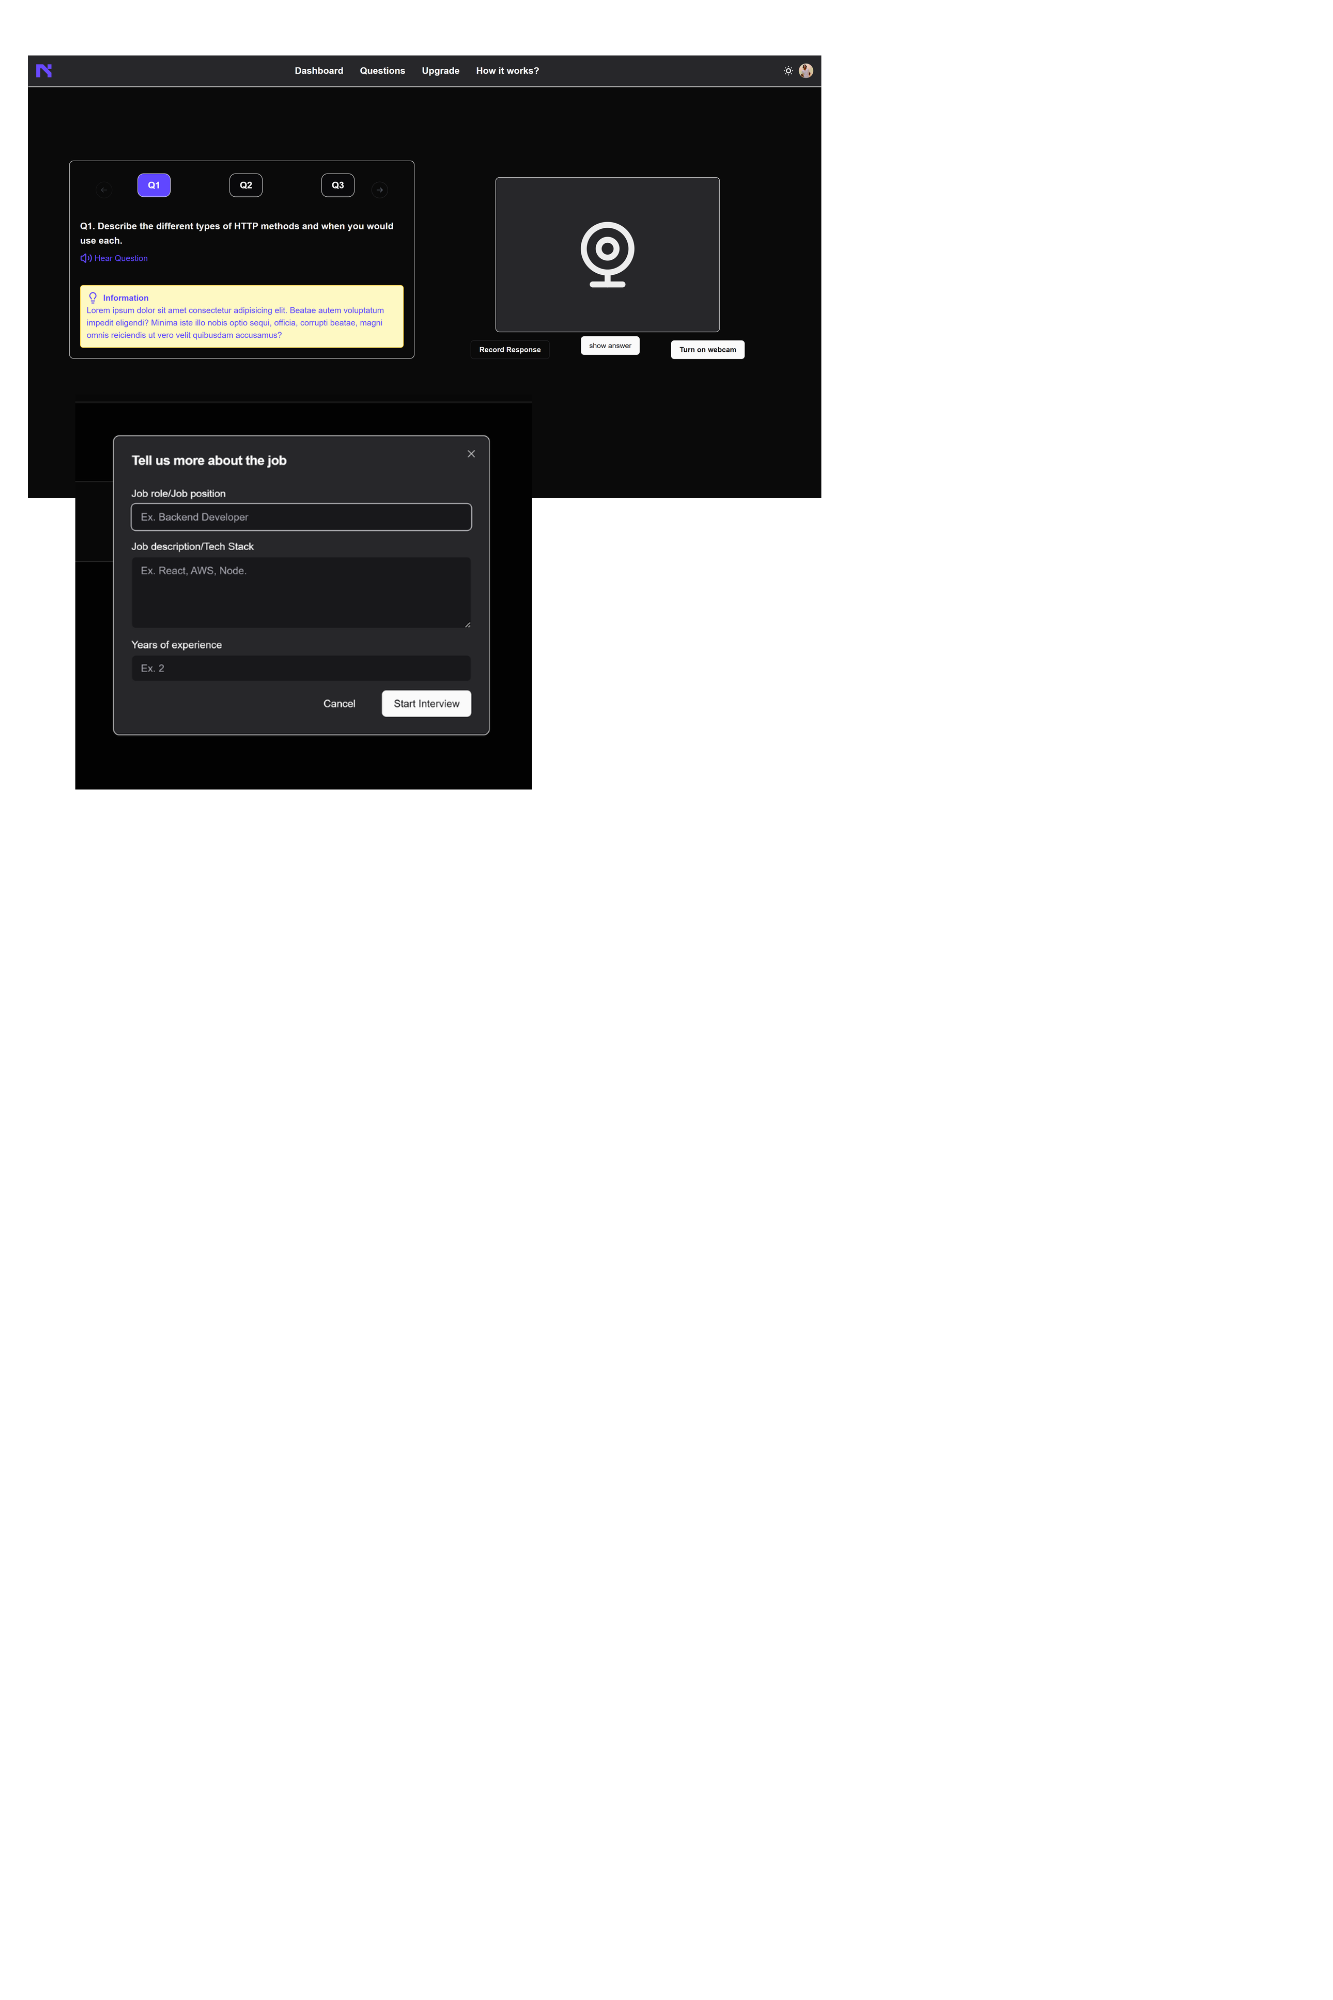 Dashboard Questions Upgrade How it works?
Q1 Q2 Q3
Q1. Describe the different types of HTTP methods and when you would
use each.
Hear Question
Information
Lorem ipsum dolor sit amet consectetur adipisicing elit. Beatae autem voluptatum
impedit eligendi? Minima iste illo nobis optio sequi, officia, corrupti beatae, magni
omnis reiciendis ut vero velit quibusdam accusamus?
Record Response show answer Turn on webcam
Tell us more about the job
Job role/Job position
Ex. Backend Developer
Job description/Tech Stack
Ex. React, AWS, Node.
Years of experience
Ex. 2
Cancel Start Interview